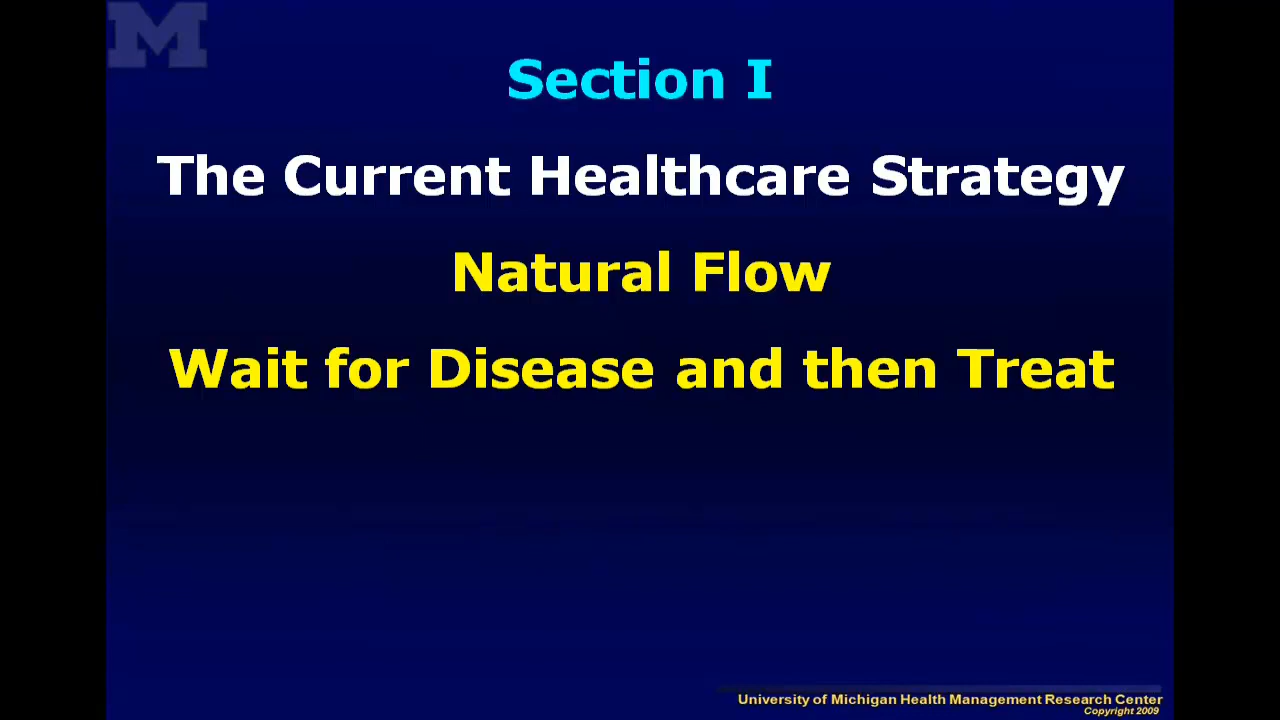 M
Section I
The Current Healthcare Strategy
Natural Flow
Wait for Disease and then Treat
University of Michigan Health Management Research Center
Copyright 2009